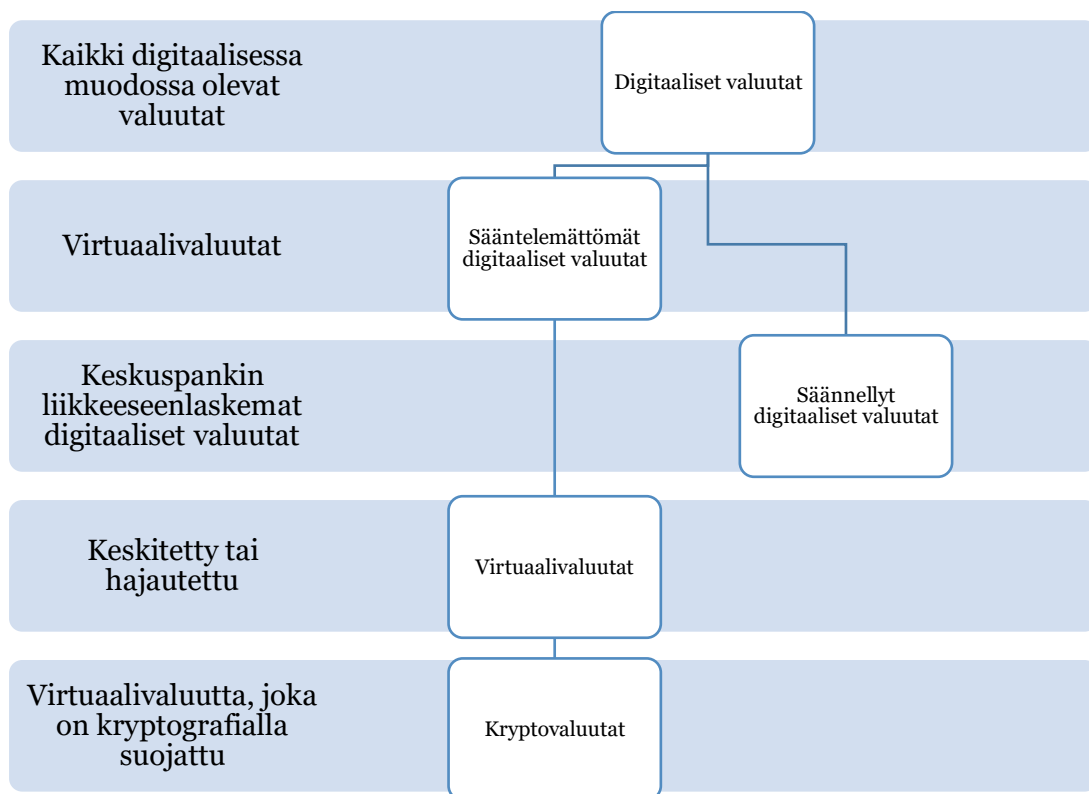 Kaikki digitaalisessa
muodossa olevat
valuutat
Digitaaliset valuutat
Virtuaalivaluutat
Sääntelemättömät
digitaaliset valuutat
Keskuspankin
liikkeeseenlaskemat
digitaaliset valuutat
Säännellyt
digitaaliset valuutat
Keskitetty tai
hajautettu
Virtuaalivaluutat
Virtuaalivaluutta, joka
on kryptografialla
suojattu
Kryptovaluutat